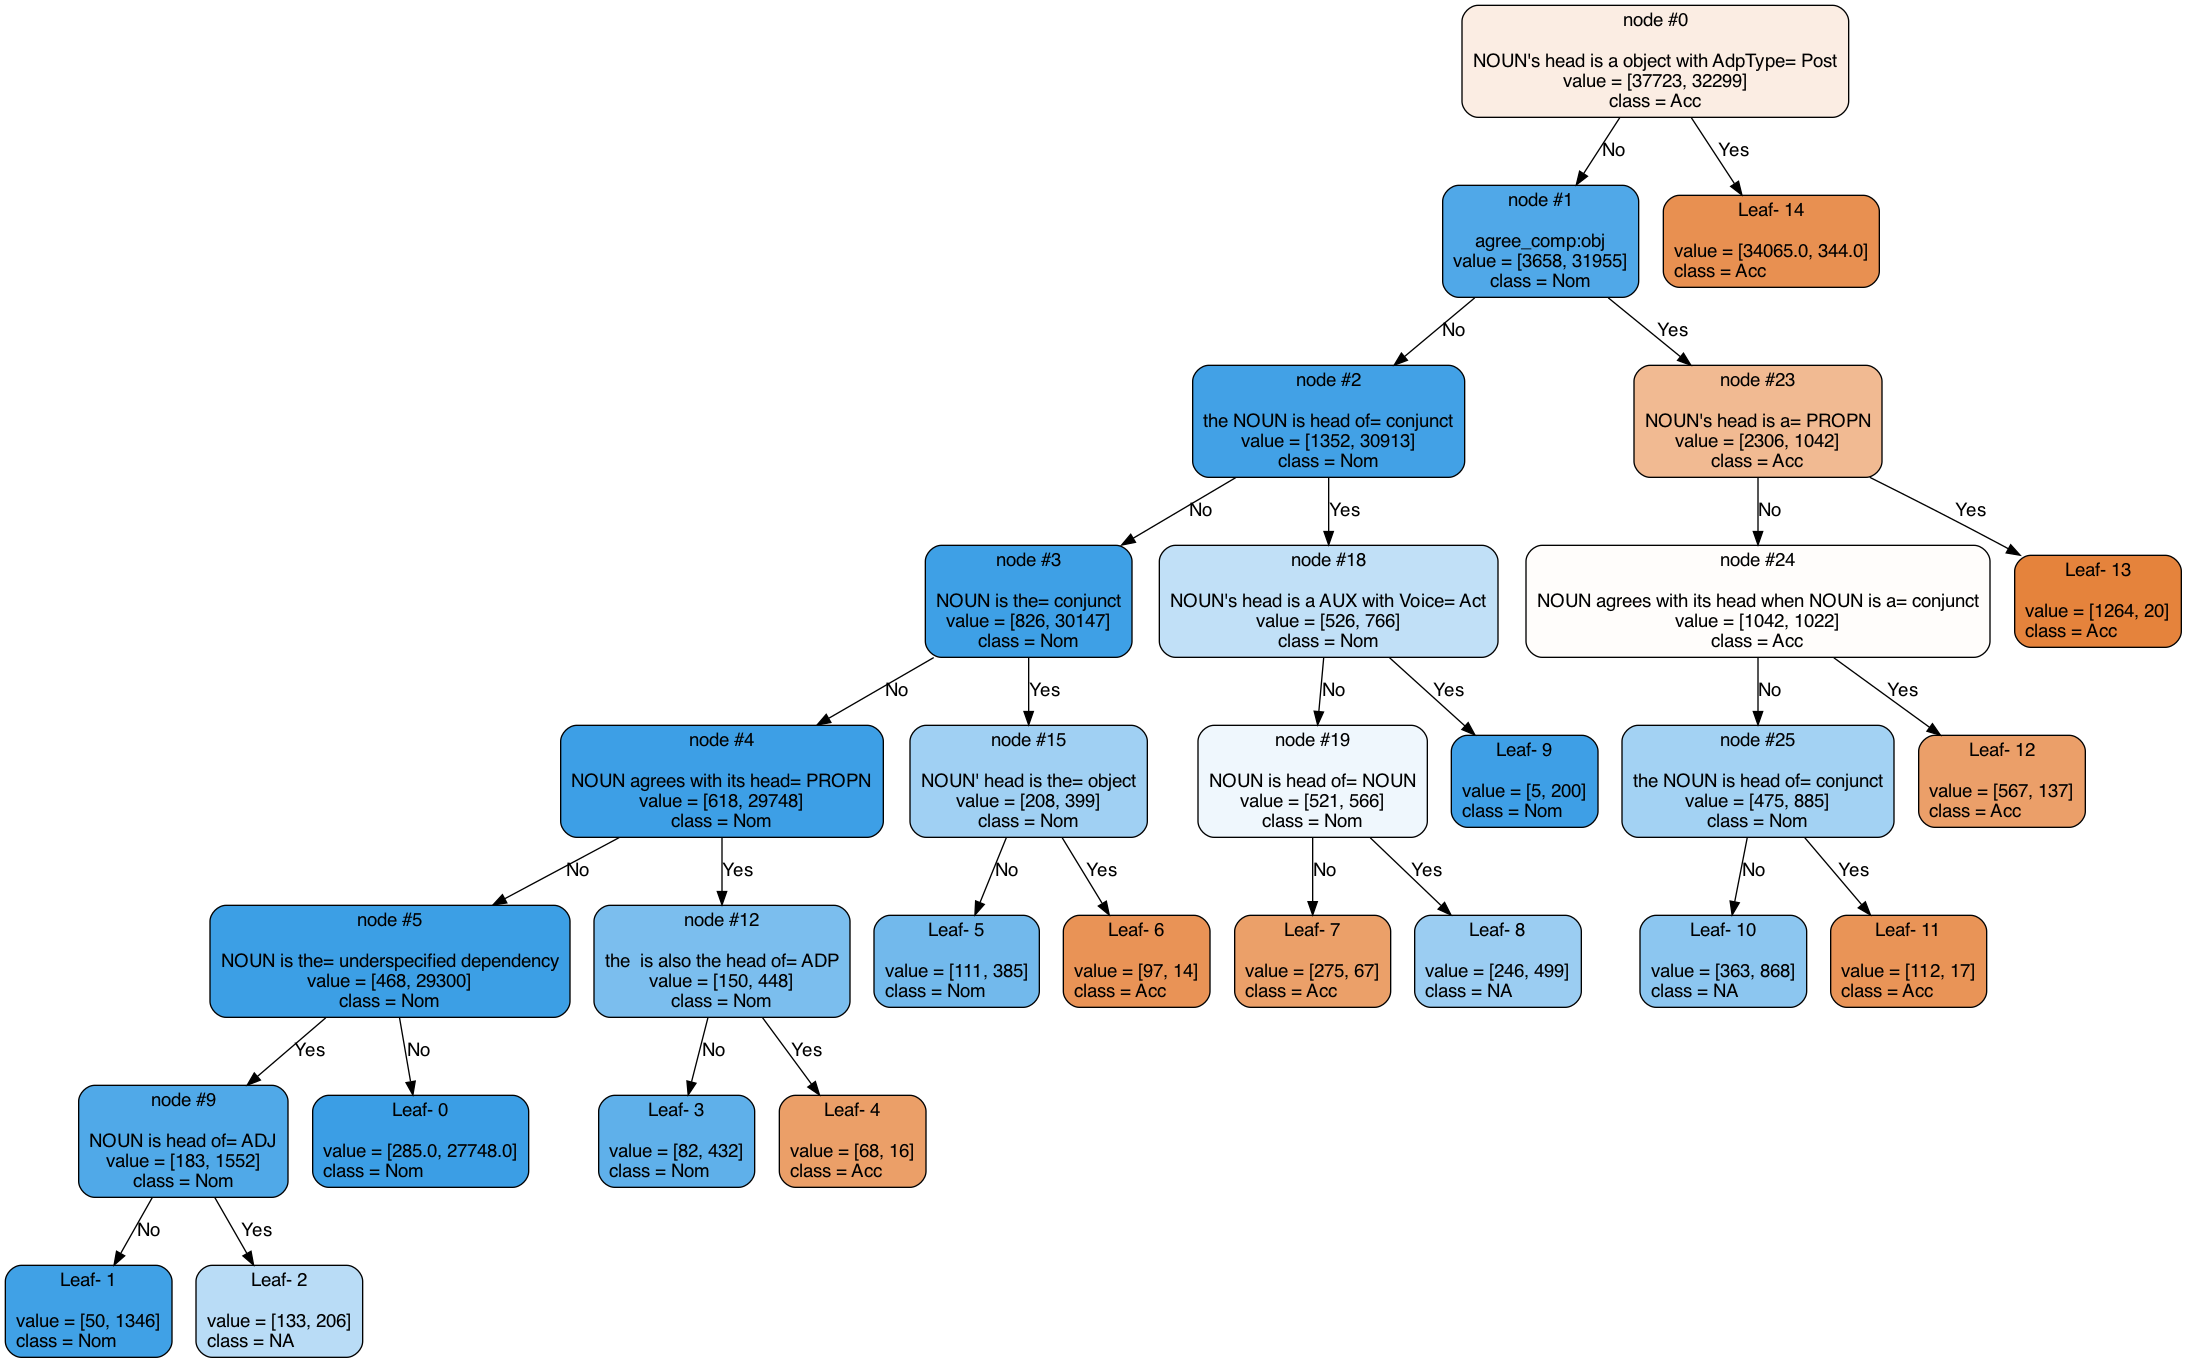 node #0
NOUN's head is a object with AdpType= Post
value = [37723, 32299]
class = Acc
No
Yes
node #1
agree_comp:obj
value = [3658, 31955]
class = Nom
Leaf- 14
value = [34065.0, 344.0]
class = Acc
No
Yes
node #2
the NOUN is head of= conjunct
value = [1352, 30913]
class = Nom
node #23
NOUN's head is a= PROPN
value = [2306, 1042]
class = Acc
No
Yes
No
Yes
node #3
NOUN is the= conjunct
value = [826, 30147]
class = Nom
node #18
NOUN's head is a AUX with Voice= Act
value = [526, 766]
class = Nom
node #24
NOUN agrees with its head when NOUN is a= conjunct
value = [1042, 1022]
class = Acc
Leaf- 13
value = [1264, 20]
class = Acc
No
Yes
No
Yes
No
Yes
node #4
NOUN agrees with its head= PROPN
value = [618, 29748]
class = Nom
node #15
NOUN' head is the= object
value = [208, 399]
class = Nom
node #19
NOUN is head of= NOUN
value = [521, 566]
class = Nom
Leaf- 9
value = [5, 200]
class = Nom
node #25
the NOUN is head of= conjunct
value = [475, 885]
class = Nom
Leaf- 12
value = [567, 137]
class = Acc
No
Yes
No
Yes
No
Yes
No
Yes
node #5
NOUN is the= underspecified dependency
value = [468, 29300]
class = Nom
node #12
the  is also the head of= ADP
value = [150, 448]
class = Nom
Leaf- 5
value = [111, 385]
class = Nom
Leaf- 6
value = [97, 14]
class = Acc
Leaf- 7
value = [275, 67]
class = Acc
Leaf- 8
value = [246, 499]
class = NA
Leaf- 10
value = [363, 868]
class = NA
Leaf- 11
value = [112, 17]
class = Acc
Yes
No
No
Yes
node #9
NOUN is head of= ADJ
value = [183, 1552]
class = Nom
Leaf- 0
value = [285.0, 27748.0]
class = Nom
Leaf- 3
value = [82, 432]
class = Nom
Leaf- 4
value = [68, 16]
class = Acc
No
Yes
Leaf- 1
value = [50, 1346]
class = Nom
Leaf- 2
value = [133, 206]
class = NA